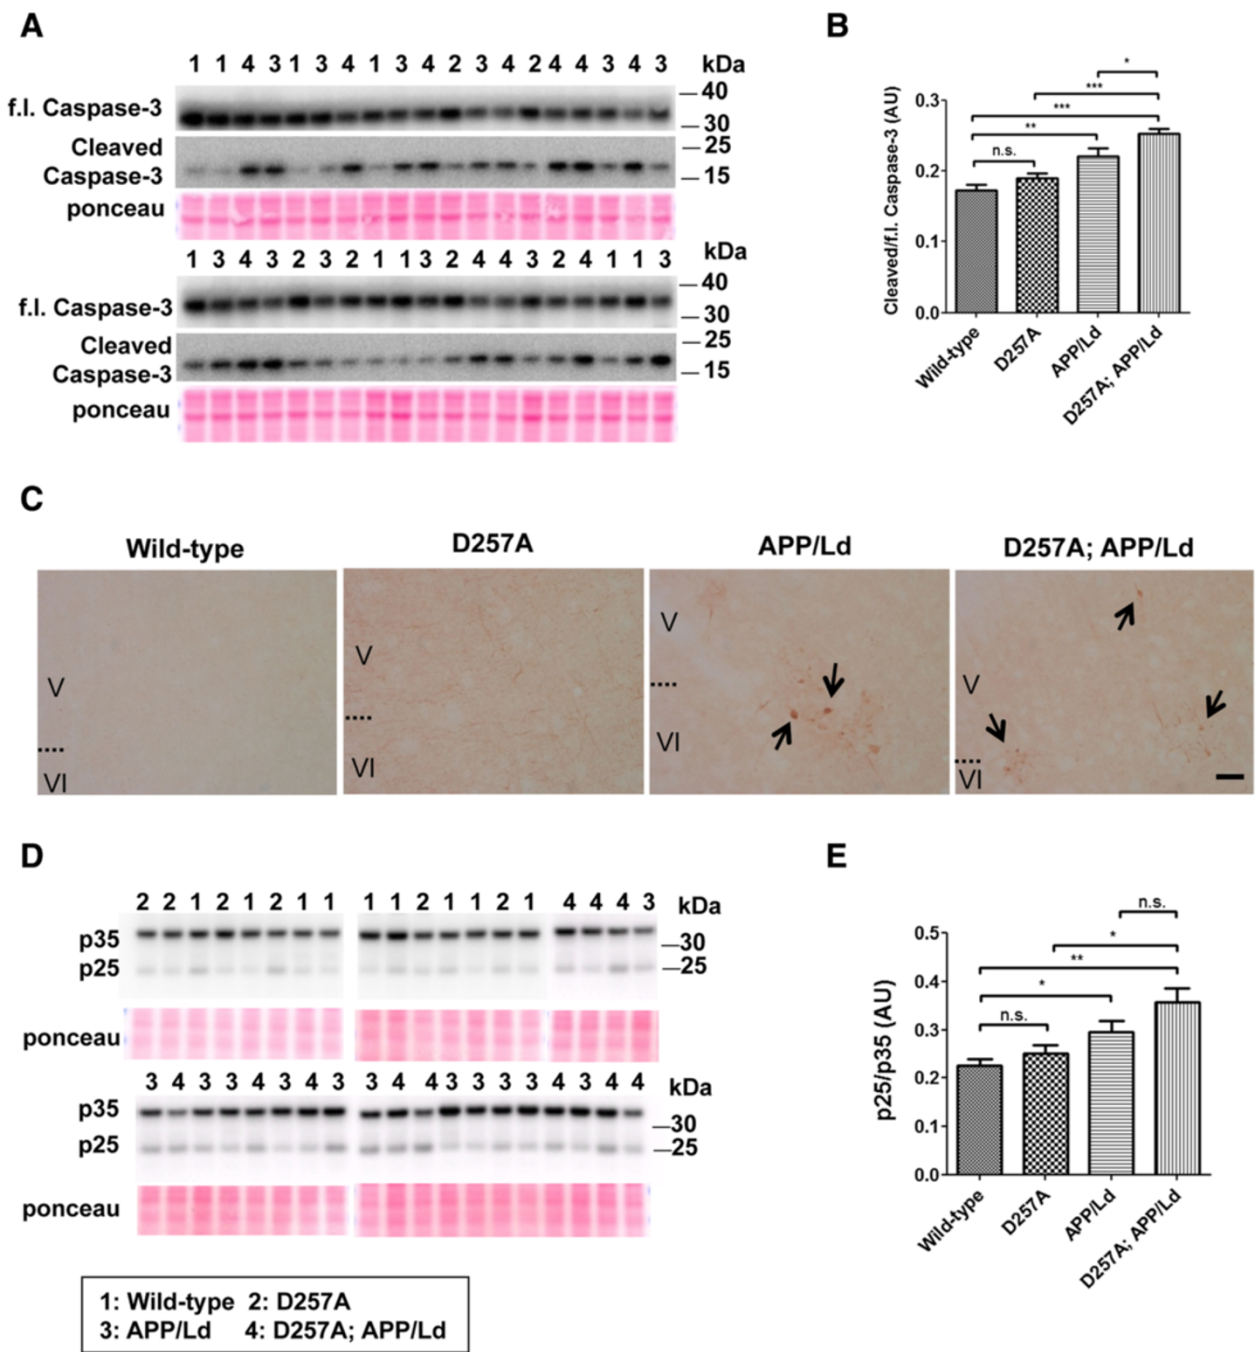 A
1 1 4 3 1 3 4 1 3 4 2 3 4 2 4 4 3 4 3 kDa
f.l. Caspase-3
40
30
Cleaved
Caspase-3
25
15
ponceau
1 3 4 3 2 3 2 1 1 3 2 4 4 3 2 4 1 1 3 kDa
f.l. Caspase-3
40
30
Cleaved
Caspase-3
25
15
ponceau
B
Cleaved/f.l. Caspase-3 (AU)
0.3
0.2
0.1
0.0
*
***
***
**
n.s.
Wild-type
D257A
APP/Ld
D257A; APP/Ld
C
Wild-type
D257A
APP/Ld
D257A; APP/Ld
V
VI
V
VI
V
VI
V
VI
D
2 2 1 2 1 2 1 1 1 1 2 1 1 2 1 4 4 4 3 kDa
p35
p25
30
25
ponceau
3 4 3 3 4 3 4 3 3 4 4 3 3 3 3 4 3 4 4 kDa
p35
p25
30
25
ponceau
E
p25/p35 (AU)
0.5
0.4
0.3
0.2
0.1
0.0
n.s.
*
**
*
n.s.
Wild-type
D257A
APP/Ld
D257A; APP/Ld
1: Wild-type 2: D257A
3: APP/Ld 4: D257A; APP/Ld